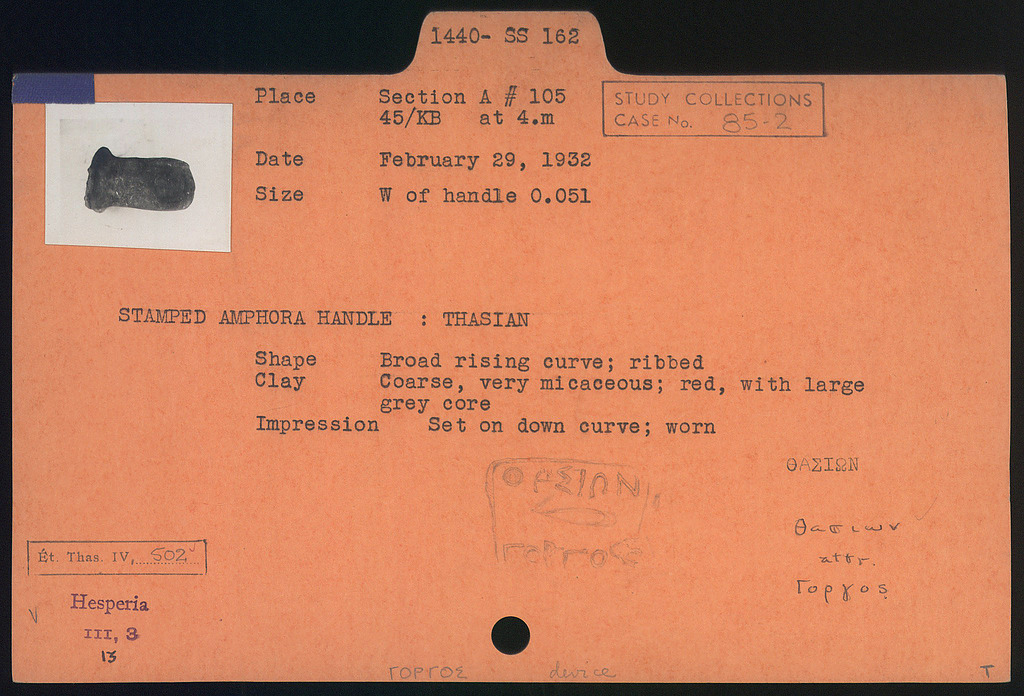 1440- SS 162
Place Section A # 105
45/KB at 4.m
STUDY COLLECTIONS
CASE No. 85-2
Date February 29, 1932
Size W of handle 0.051
STAMPED AMPHORA HANDLE : THASIAN
Shape Broad rising curve; ribbed
Clay Coarse, very micaceous; red, with large
grey core
Impression Set on down curve; worn
ΘΑΣΙΩΝ
ΘΑΣΙΩΝ
ΓΟΡΓΟΣ
Θασιων
attr.
Γοργος
Ét. Thas. IV, 502
Hesperia
III, 3
13
ΓΟΡΓΟΣ device
T